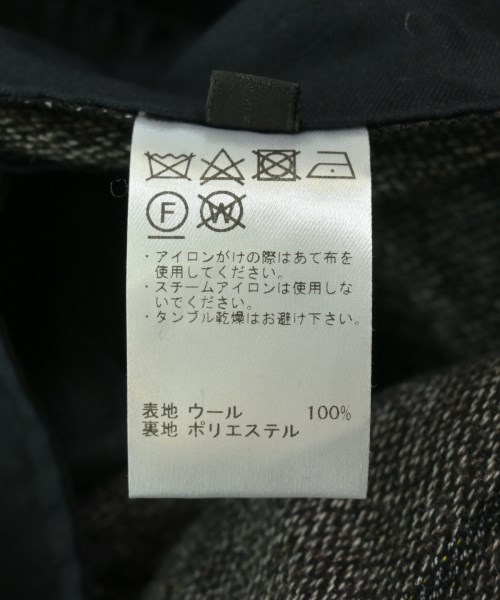 F W
・アイロンがけの際はあて布を
使用してください。
・スチームアイロンは使用しな
いでください。
・タンブル乾燥はお避け下さい。
表地 ウール 100%
裏地 ポリエステル